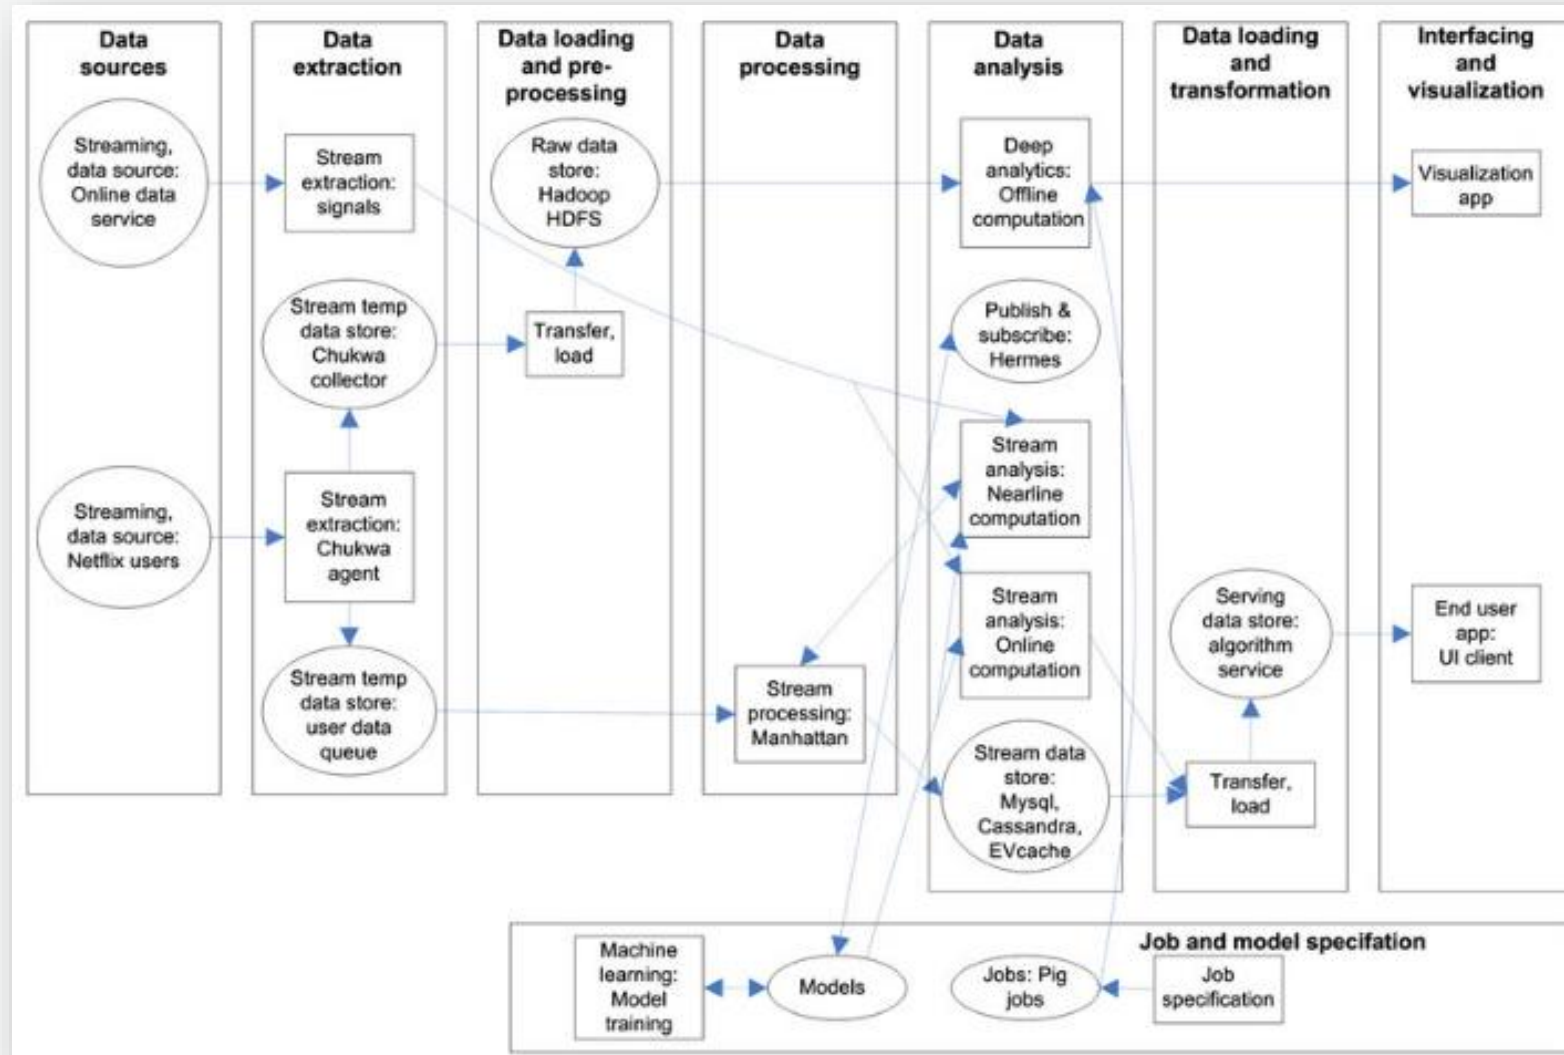 Data
sources
Streaming,
data source:
Online data
service
Streaming,
data source:
Netflix users
Data
extraction
Stream
extraction:
signals
Stream temp
data store:
Chukwa
collector
Stream
extraction:
Chukwa
agent
Stream temp
data store:
user data
queue
Data loading
and pre-
processing
Raw data
store:
Hadoop
HDFS
Transfer,
load
Data
processing
Stream
processing:
Manhattan
Data
analysis
Deep
analytics:
Offline
computation
Publish &
subscribe:
Hermes
Stream
analysis:
Nearline
computation
Stream
analysis:
Online
computation
Stream data
store:
Mysql,
Cassandra,
EVcache
Data loading
and
transformation
Serving
data store:
algorithm
service
Transfer,
load
Interfacing
and
visualization
Visualization
app
End user
app:
UI client
Job and model specifation
Machine
learning:
Model
training
Models
Jobs: Pig
jobs
Job
specification